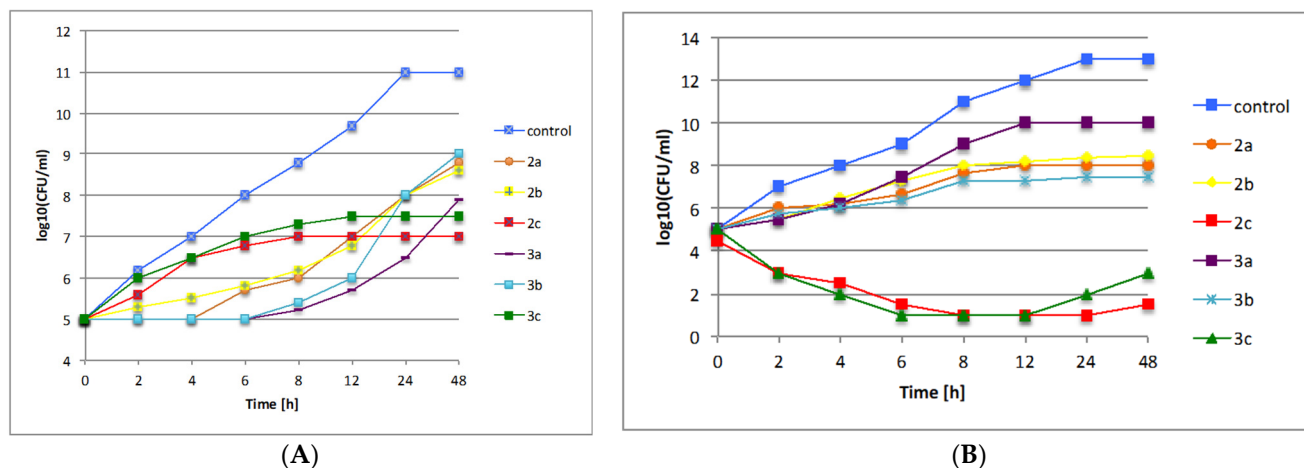 12
11
10
9
8
7
6
5
4
log10(CFU/ml)
0 2 4 6 8 12 24 48
Time [h]
control
2a
2b
2c
3a
3b
3c
(A)
14
12
10
8
6
4
2
0
log10(CFU/ml)
0 2 4 6 8 12 24 48
Time [h]
control
2a
2b
2c
3a
3b
3c
(B)